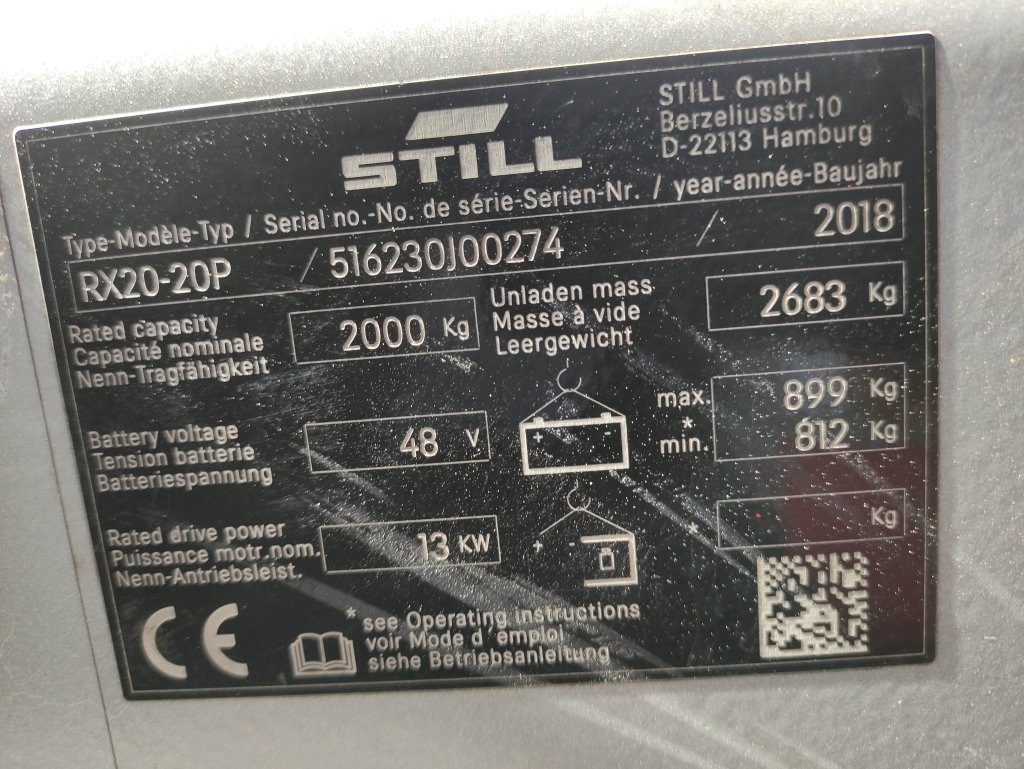 STILL
STILL GmbH
Berzeliusstr.10
D-22113 Hamburg
Type-Modèle-Typ / Serial no.-No. de série-Serien-Nr. / year-année-Baujahr
RX20-20P / 516230J00274 / 2018
Rated capacity
Capacité nominale
Nenn-Tragfähigkeit
2000 Kg
Unladen mass
Masse à vide
Leergewicht
2683 Kg
Battery voltage
Tension batterie
Batteriespannung
48 V
+ -
max. 899 Kg
*
min. 812 Kg
Rated drive power
Puissance motr.nom.
Nenn-Antriebsleist.
13 KW
+ -
* Kg
CE
* see Operating instructions
voir Mode d'emploi
siehe Betriebsanleitung